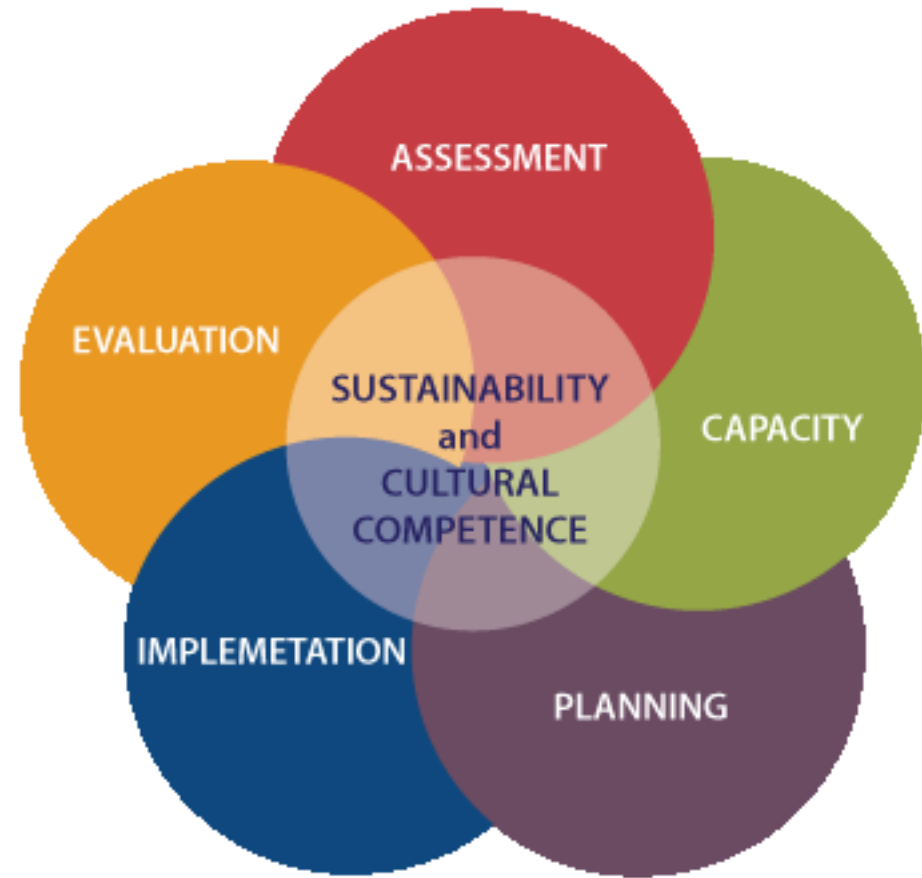 ASSESSMENT
EVALUATION
SUSTAINABILITY
and
CULTURAL
COMPETENCE
CAPACITY
IMPLEMETATION
PLANNING